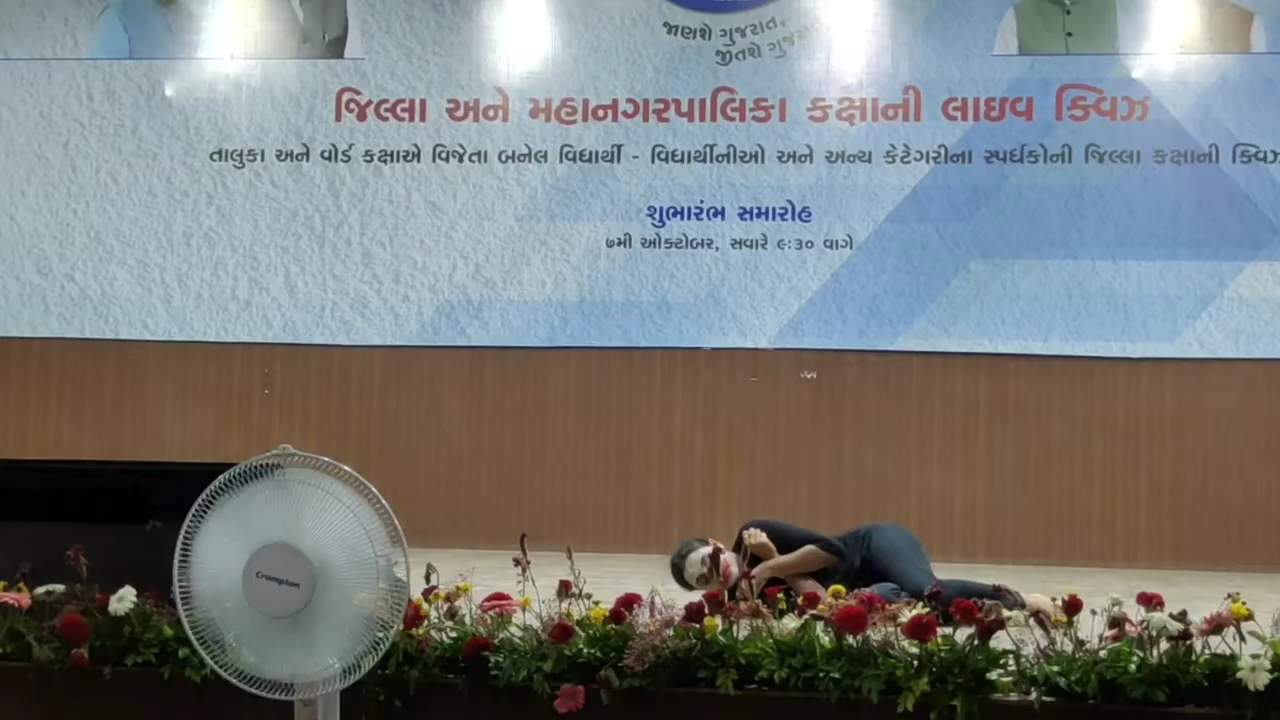 જાણશે ગુજરાત,
જીતશે ગુજરાત
જિલ્લા અને મહાનગરપાલિકા કક્ષાની લાઇવ ક્વિઝ
તાલુકા અને વોર્ડ કક્ષાએ વિજેતા બનેલ વિદ્યાર્થી - વિદ્યાર્થીનીઓ અને અન્ય કેટેગરીના સ્પર્ધકોની જિલ્લા કક્ષાની ક્વિઝ
શુભારંભ સમારોહ
૭મી ઓક્ટોબર, સવારે ૯:૩૦ વાગે
Crompton